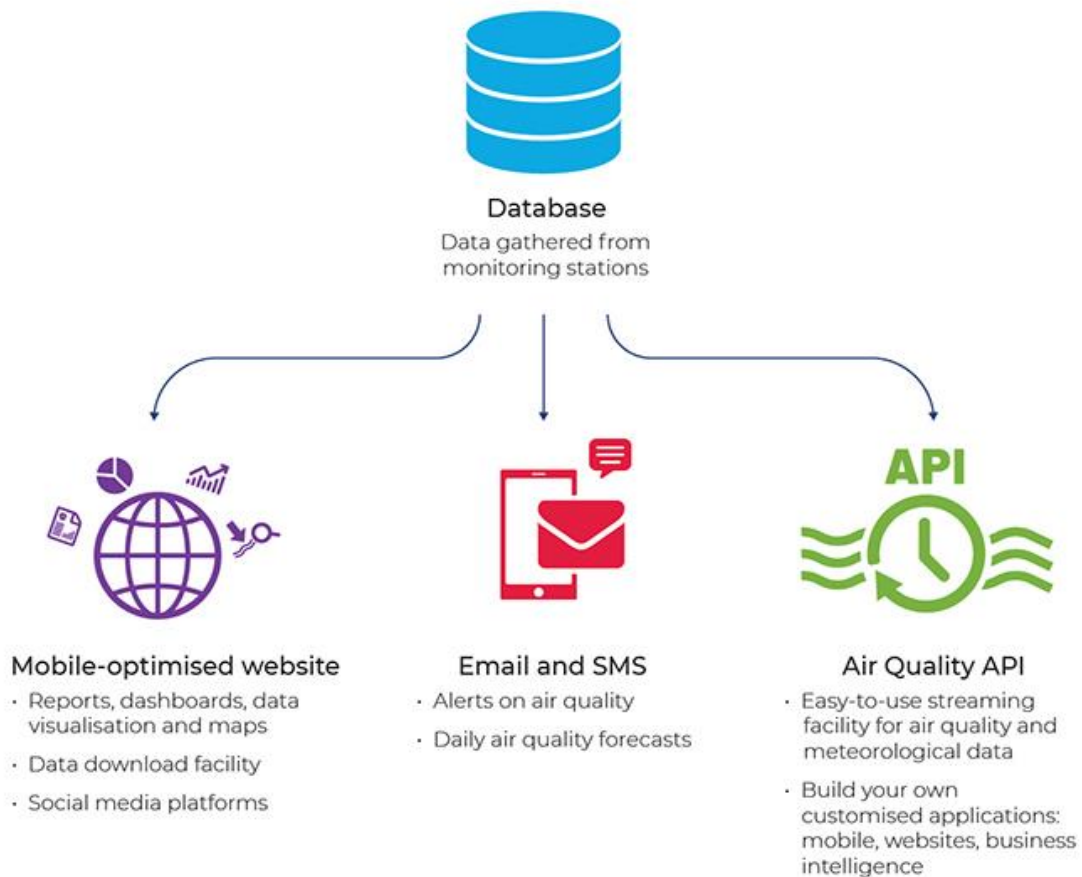 Database
Data gathered from
monitoring stations
API
Mobile-optimised website
· Reports, dashboards, data
visualisation and maps
· Data download facility
· Social media platforms
Email and SMS
· Alerts on air quality
· Daily air quality forecasts
Air Quality API
· Easy-to-use streaming
facility for air quality and
meteorological data
· Build your own
customised applications:
mobile, websites, business
intelligence